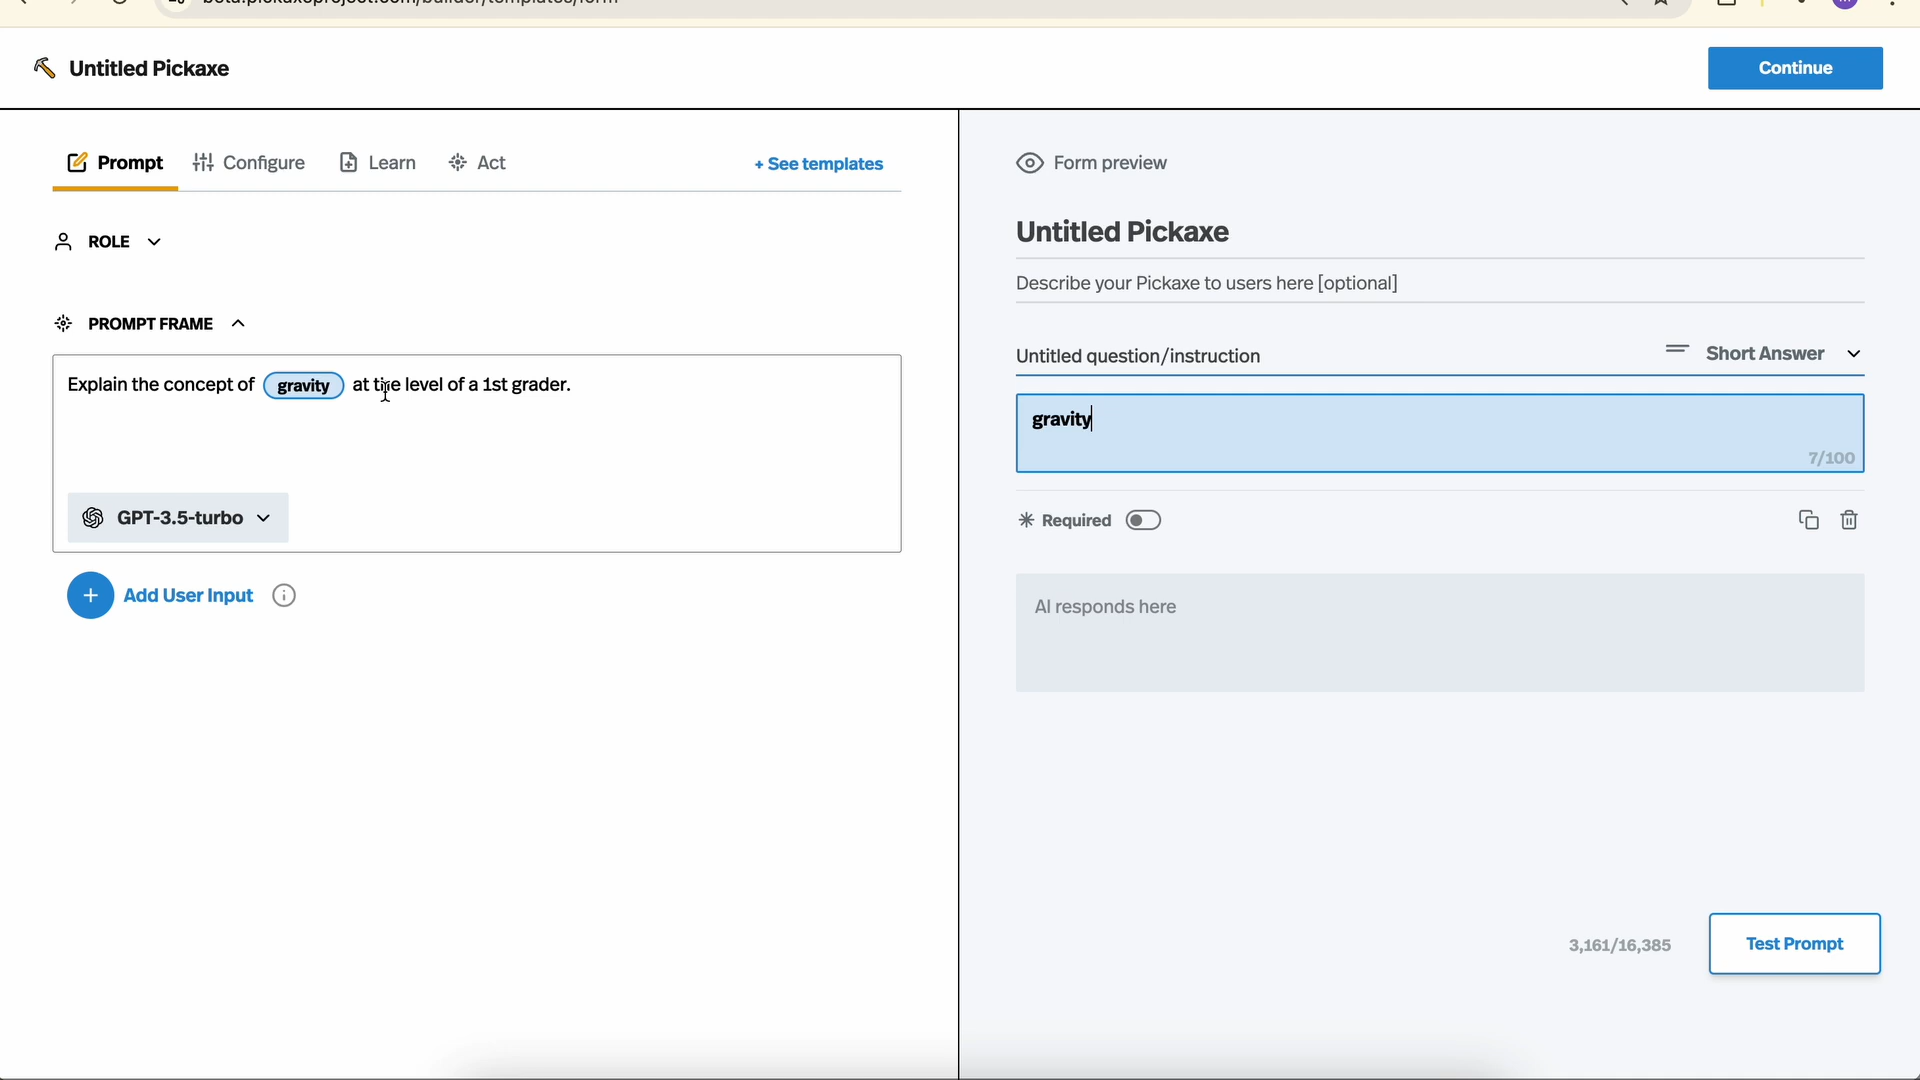 Untitled Pickaxe
Continue
Prompt
Configure
Learn
Act
+ See templates
ROLE
PROMPT FRAME
Explain the concept of gravity at the level of a 1st grader.
GPT-3.5-turbo
+ Add User Input
Form preview
Untitled Pickaxe
Describe your Pickaxe to users here [optional]
Untitled question/instruction
Short Answer
gravity
7/100
Required
AI responds here
3,161/16,385
Test Prompt